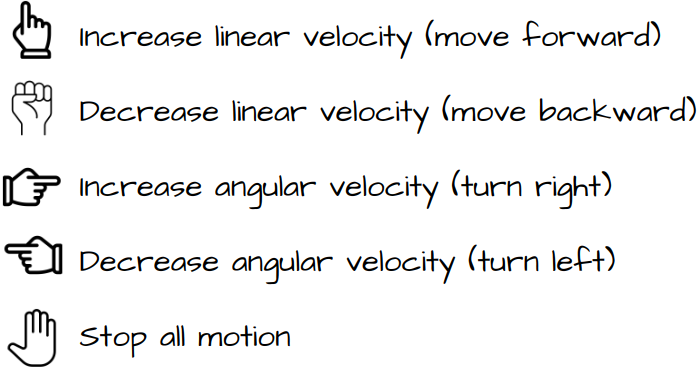 Increase linear velocity (move forward)
Decrease linear velocity (move backward)
Increase angular velocity (turn right)
Decrease angular velocity (turn left)
Stop all motion